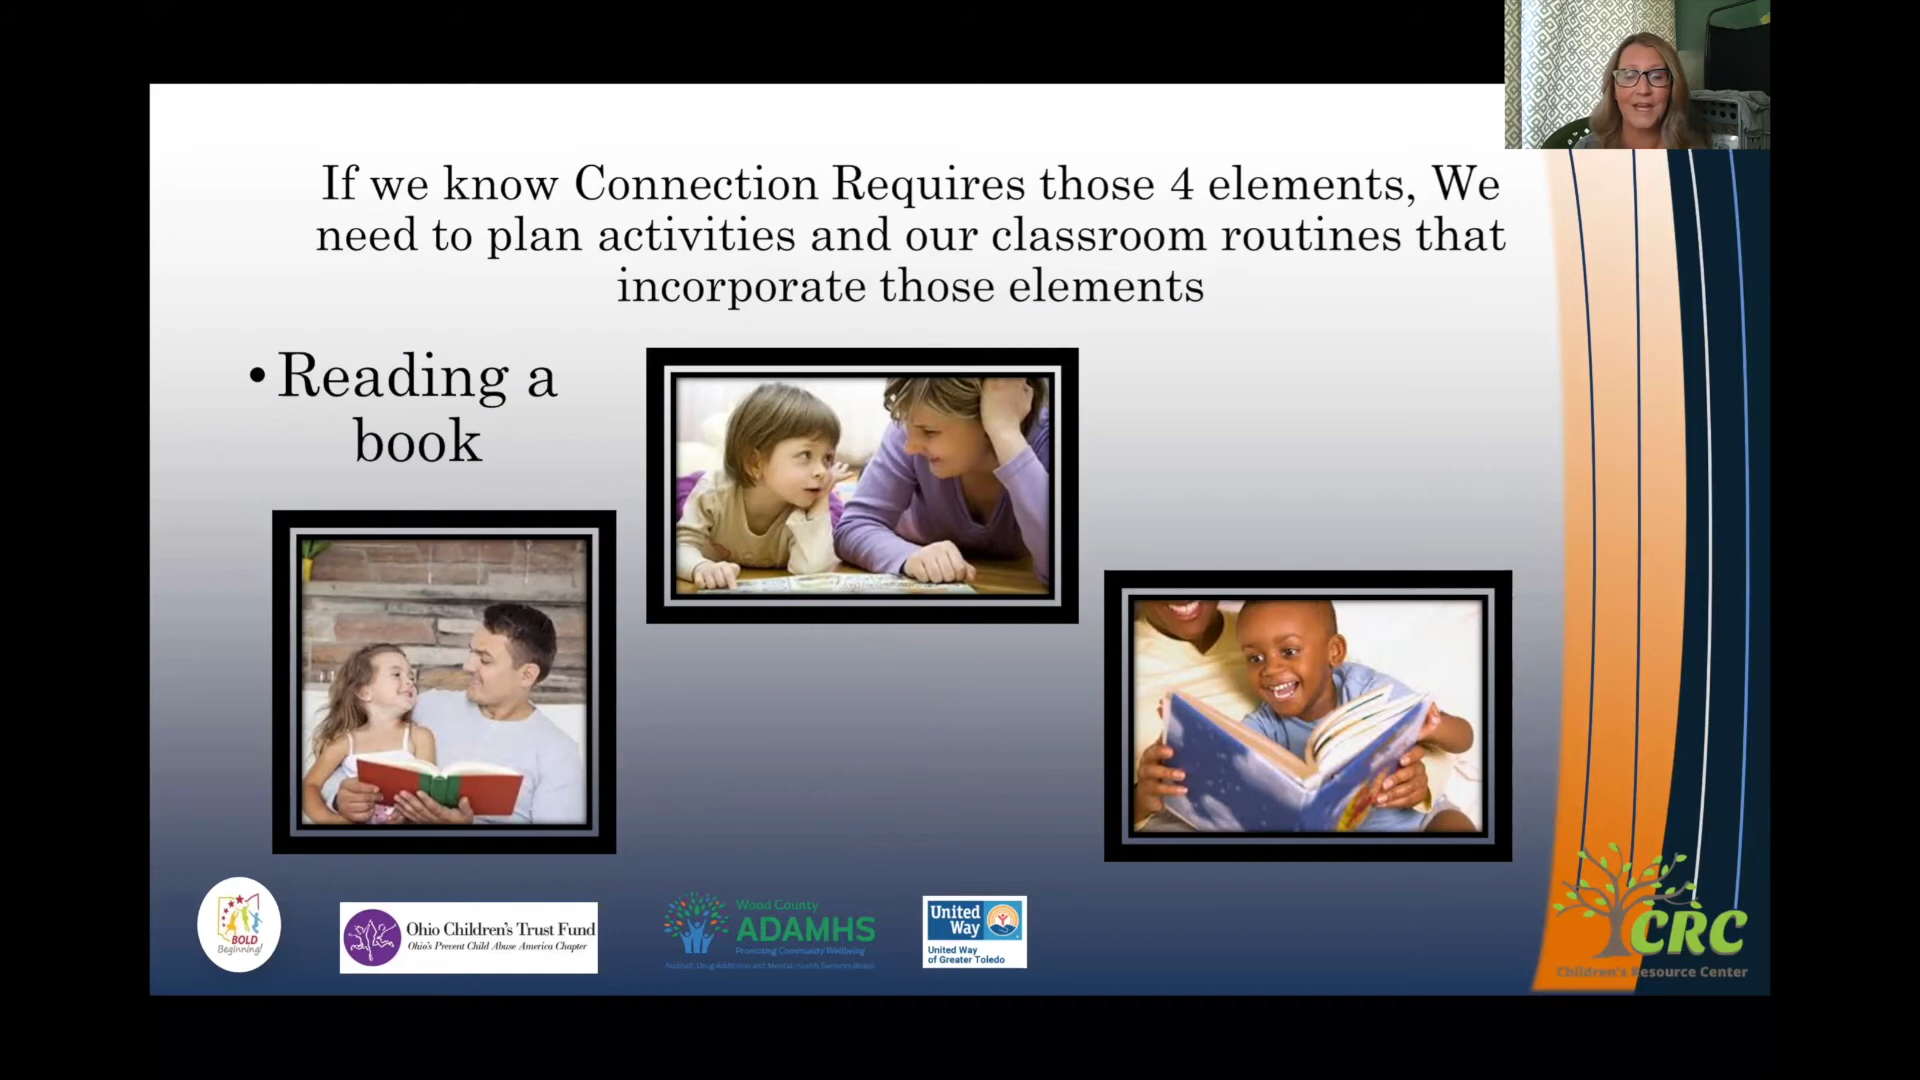 If we know Connection Requires those 4 elements, We
need to plan activities and our classroom routines that
incorporate those elements
• Reading a
book
BOLD
Beginning!
Ohio Children's Trust Fund
Ohio's Prevent Child Abuse America Chapter
Wood County
ADAMHS
Promoting Community Wellbeing
Alcohol, Drug Addiction and Mental Health Services Board
United
Way
United Way
of Greater Toledo
CRC
Children's Resource Center